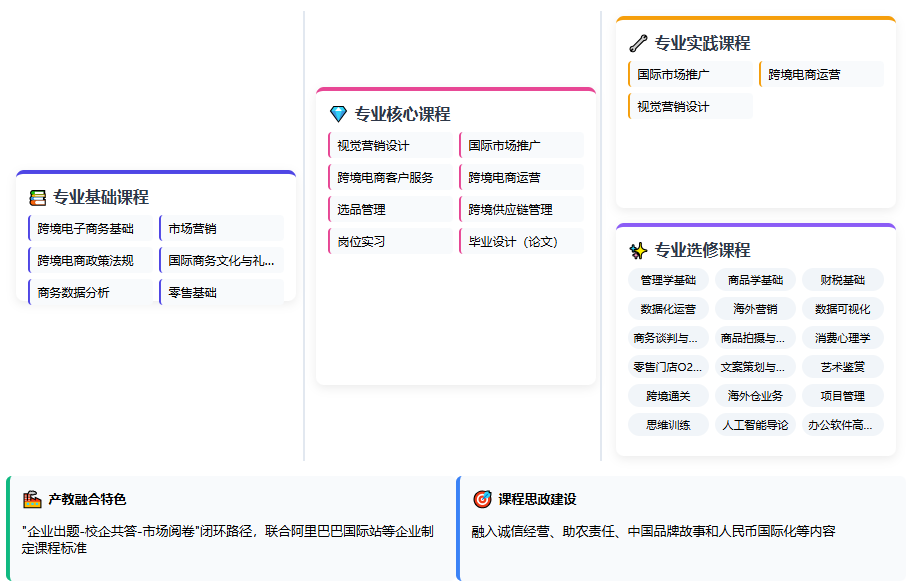 专业基础课程
跨境电子商务基础 市场营销
跨境电商政策法规 国际商务文化与礼...
商务数据分析 零售基础
专业核心课程
视觉营销设计 国际市场推广
跨境电商客户服务 跨境电商运营
选品管理 跨境供应链管理
岗位实习 毕业设计（论文）
专业实践课程
国际市场推广 跨境电商运营
视觉营销设计
专业选修课程
管理学基础 商品学基础 财税基础
数据化运营 海外营销 数据可视化
商务谈判与... 商品拍摄与... 消费心理学
零售门店O2... 文案策划与... 艺术鉴赏
跨境通关 海外仓业务 项目管理
思维训练 人工智能导论 办公软件高...
产教融合特色
"企业出题-校企共答-市场阅卷"闭环路径，联合阿里巴巴国际站等企业制
定课程标准
课程思政建设
融入诚信经营、助农责任、中国品牌故事和人民币国际化等内容